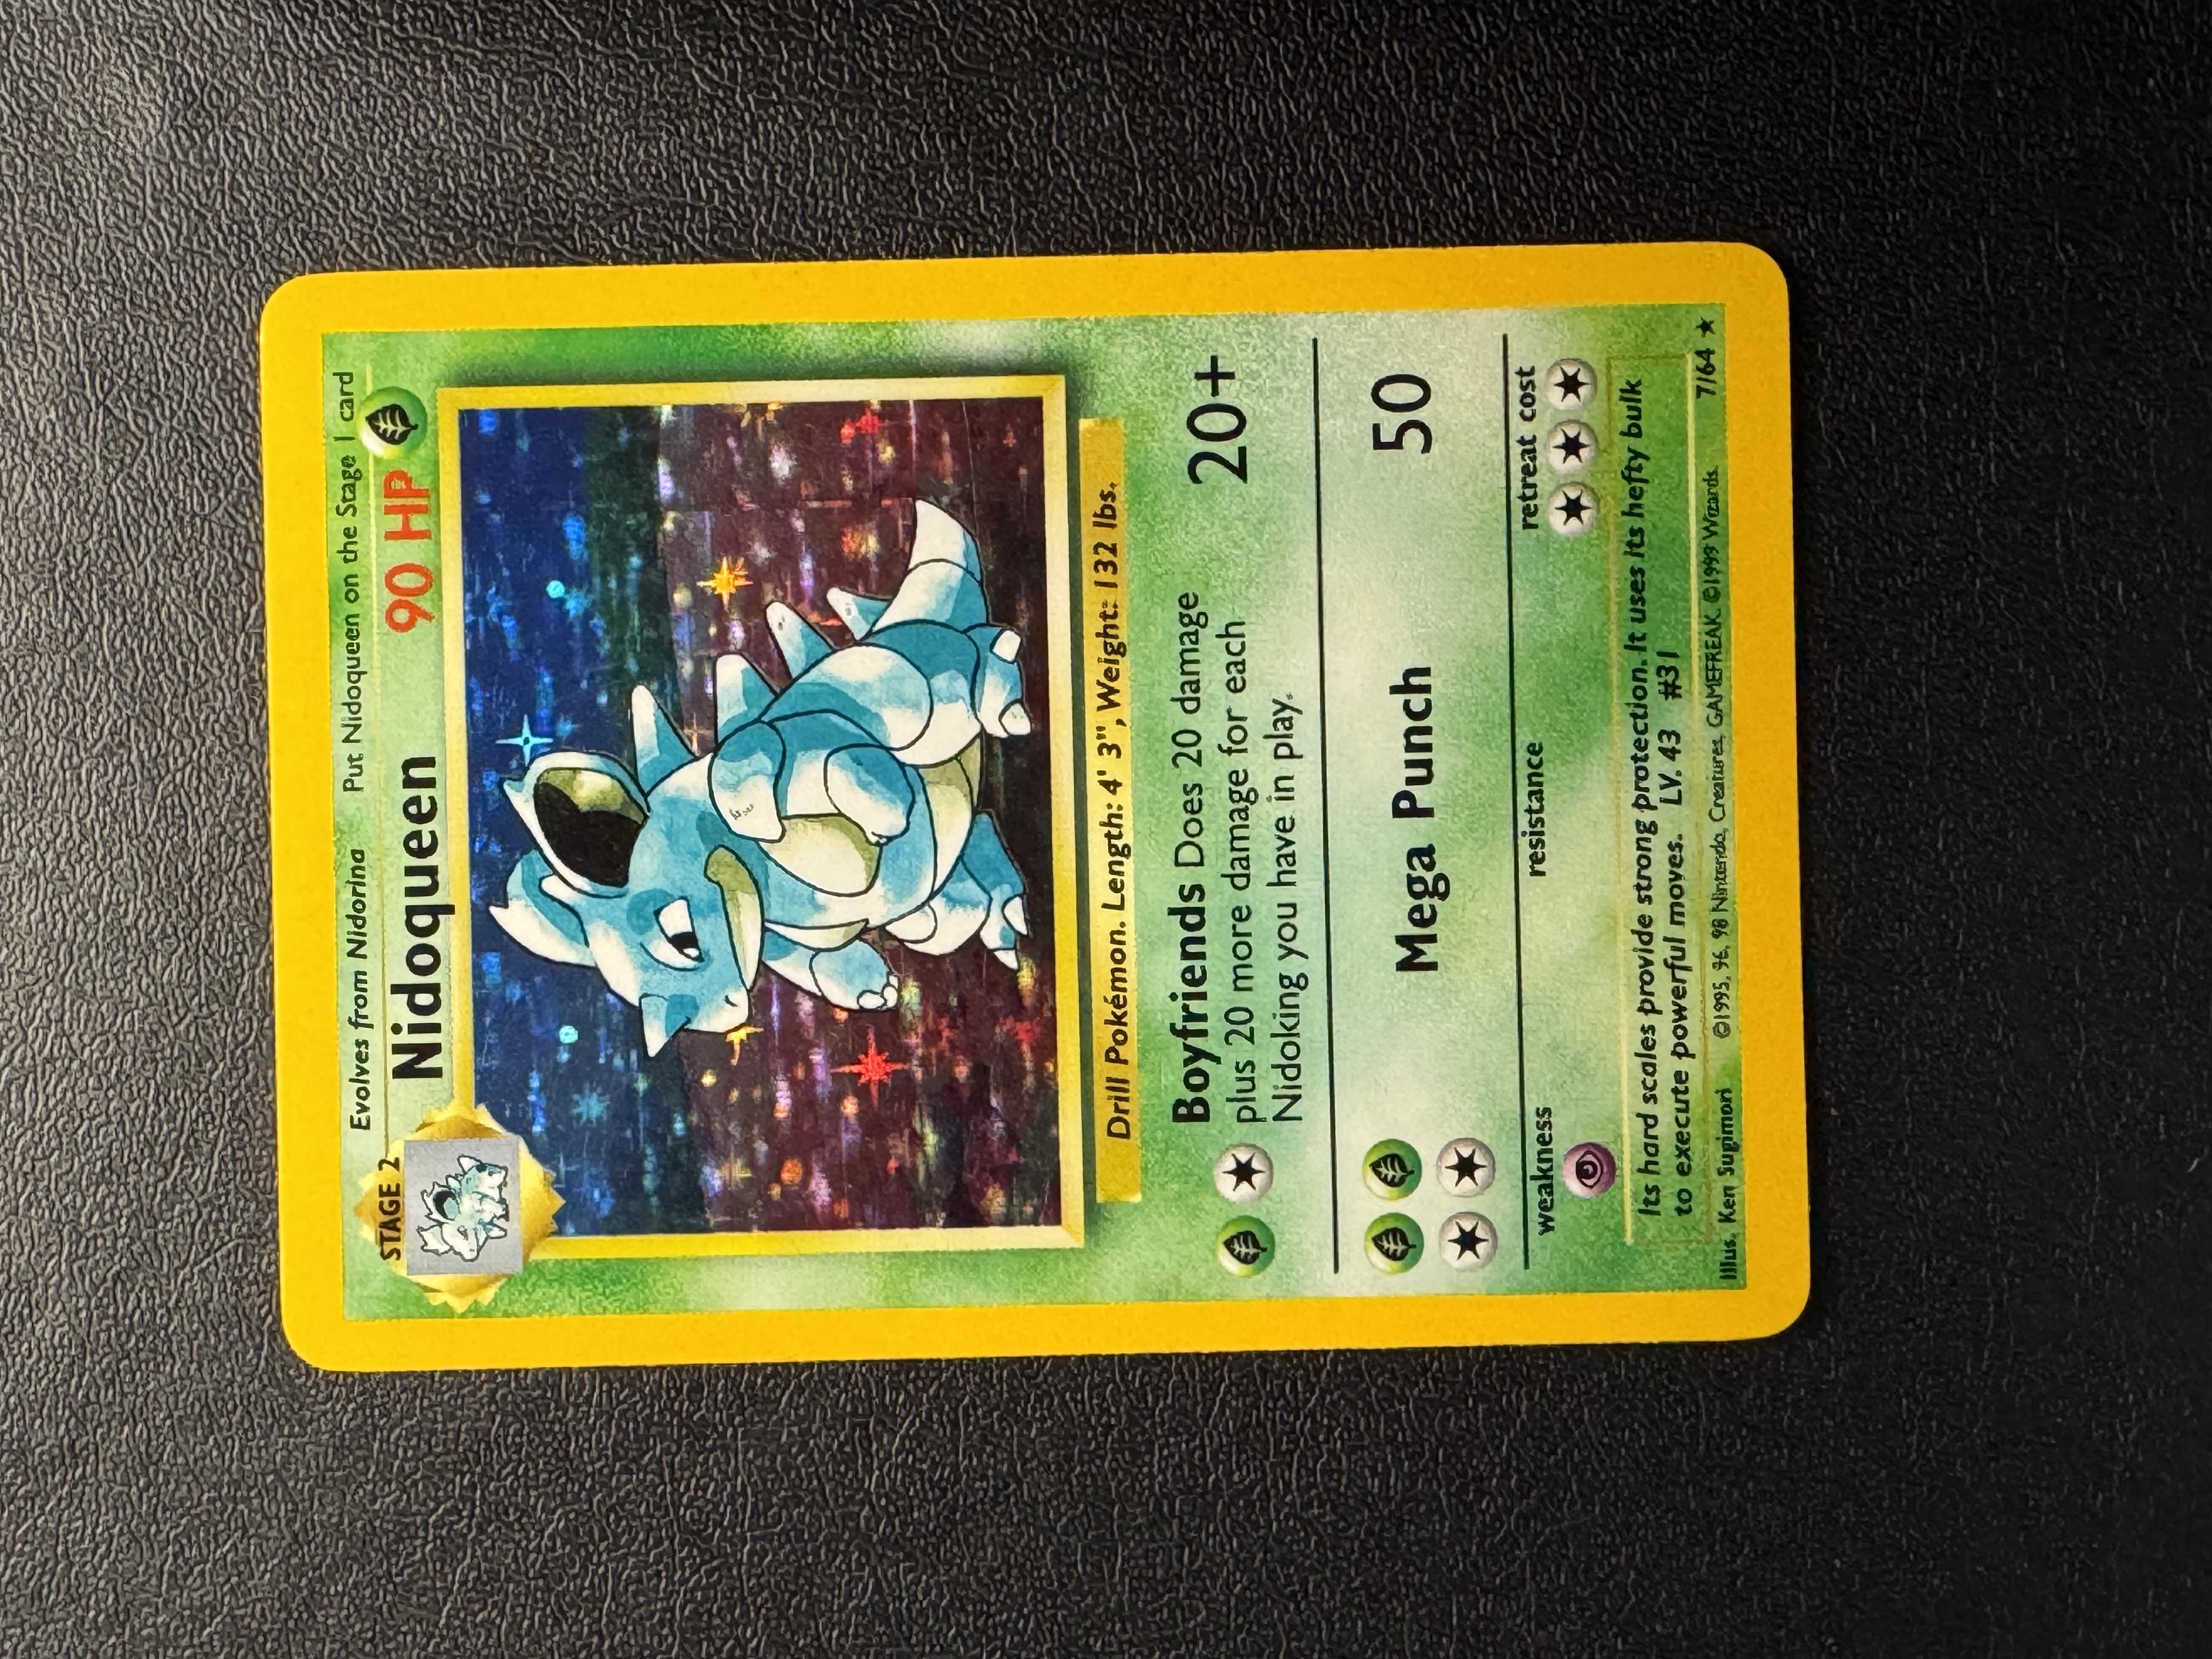 Evolves from Nidorina Put Nidoqueen on the Stage 1 card
STAGE 2
Nidoqueen 90 HP
Drill Pokémon. Length: 4' 3", Weight: 132 lbs.
Boyfriends Does 20 damage
plus 20 more damage for each
Nidoking you have in play.
20+
Mega Punch 50
weakness resistance retreat cost
Its hard scales provide strong protection. It uses its hefty bulk
to execute powerful moves. LV. 43 #31
Illus. Ken Sugimori ©1995, 96, 98 Nintendo, Creatures, GAMEFREAK. ©1999 Wizards. 7/64 ★